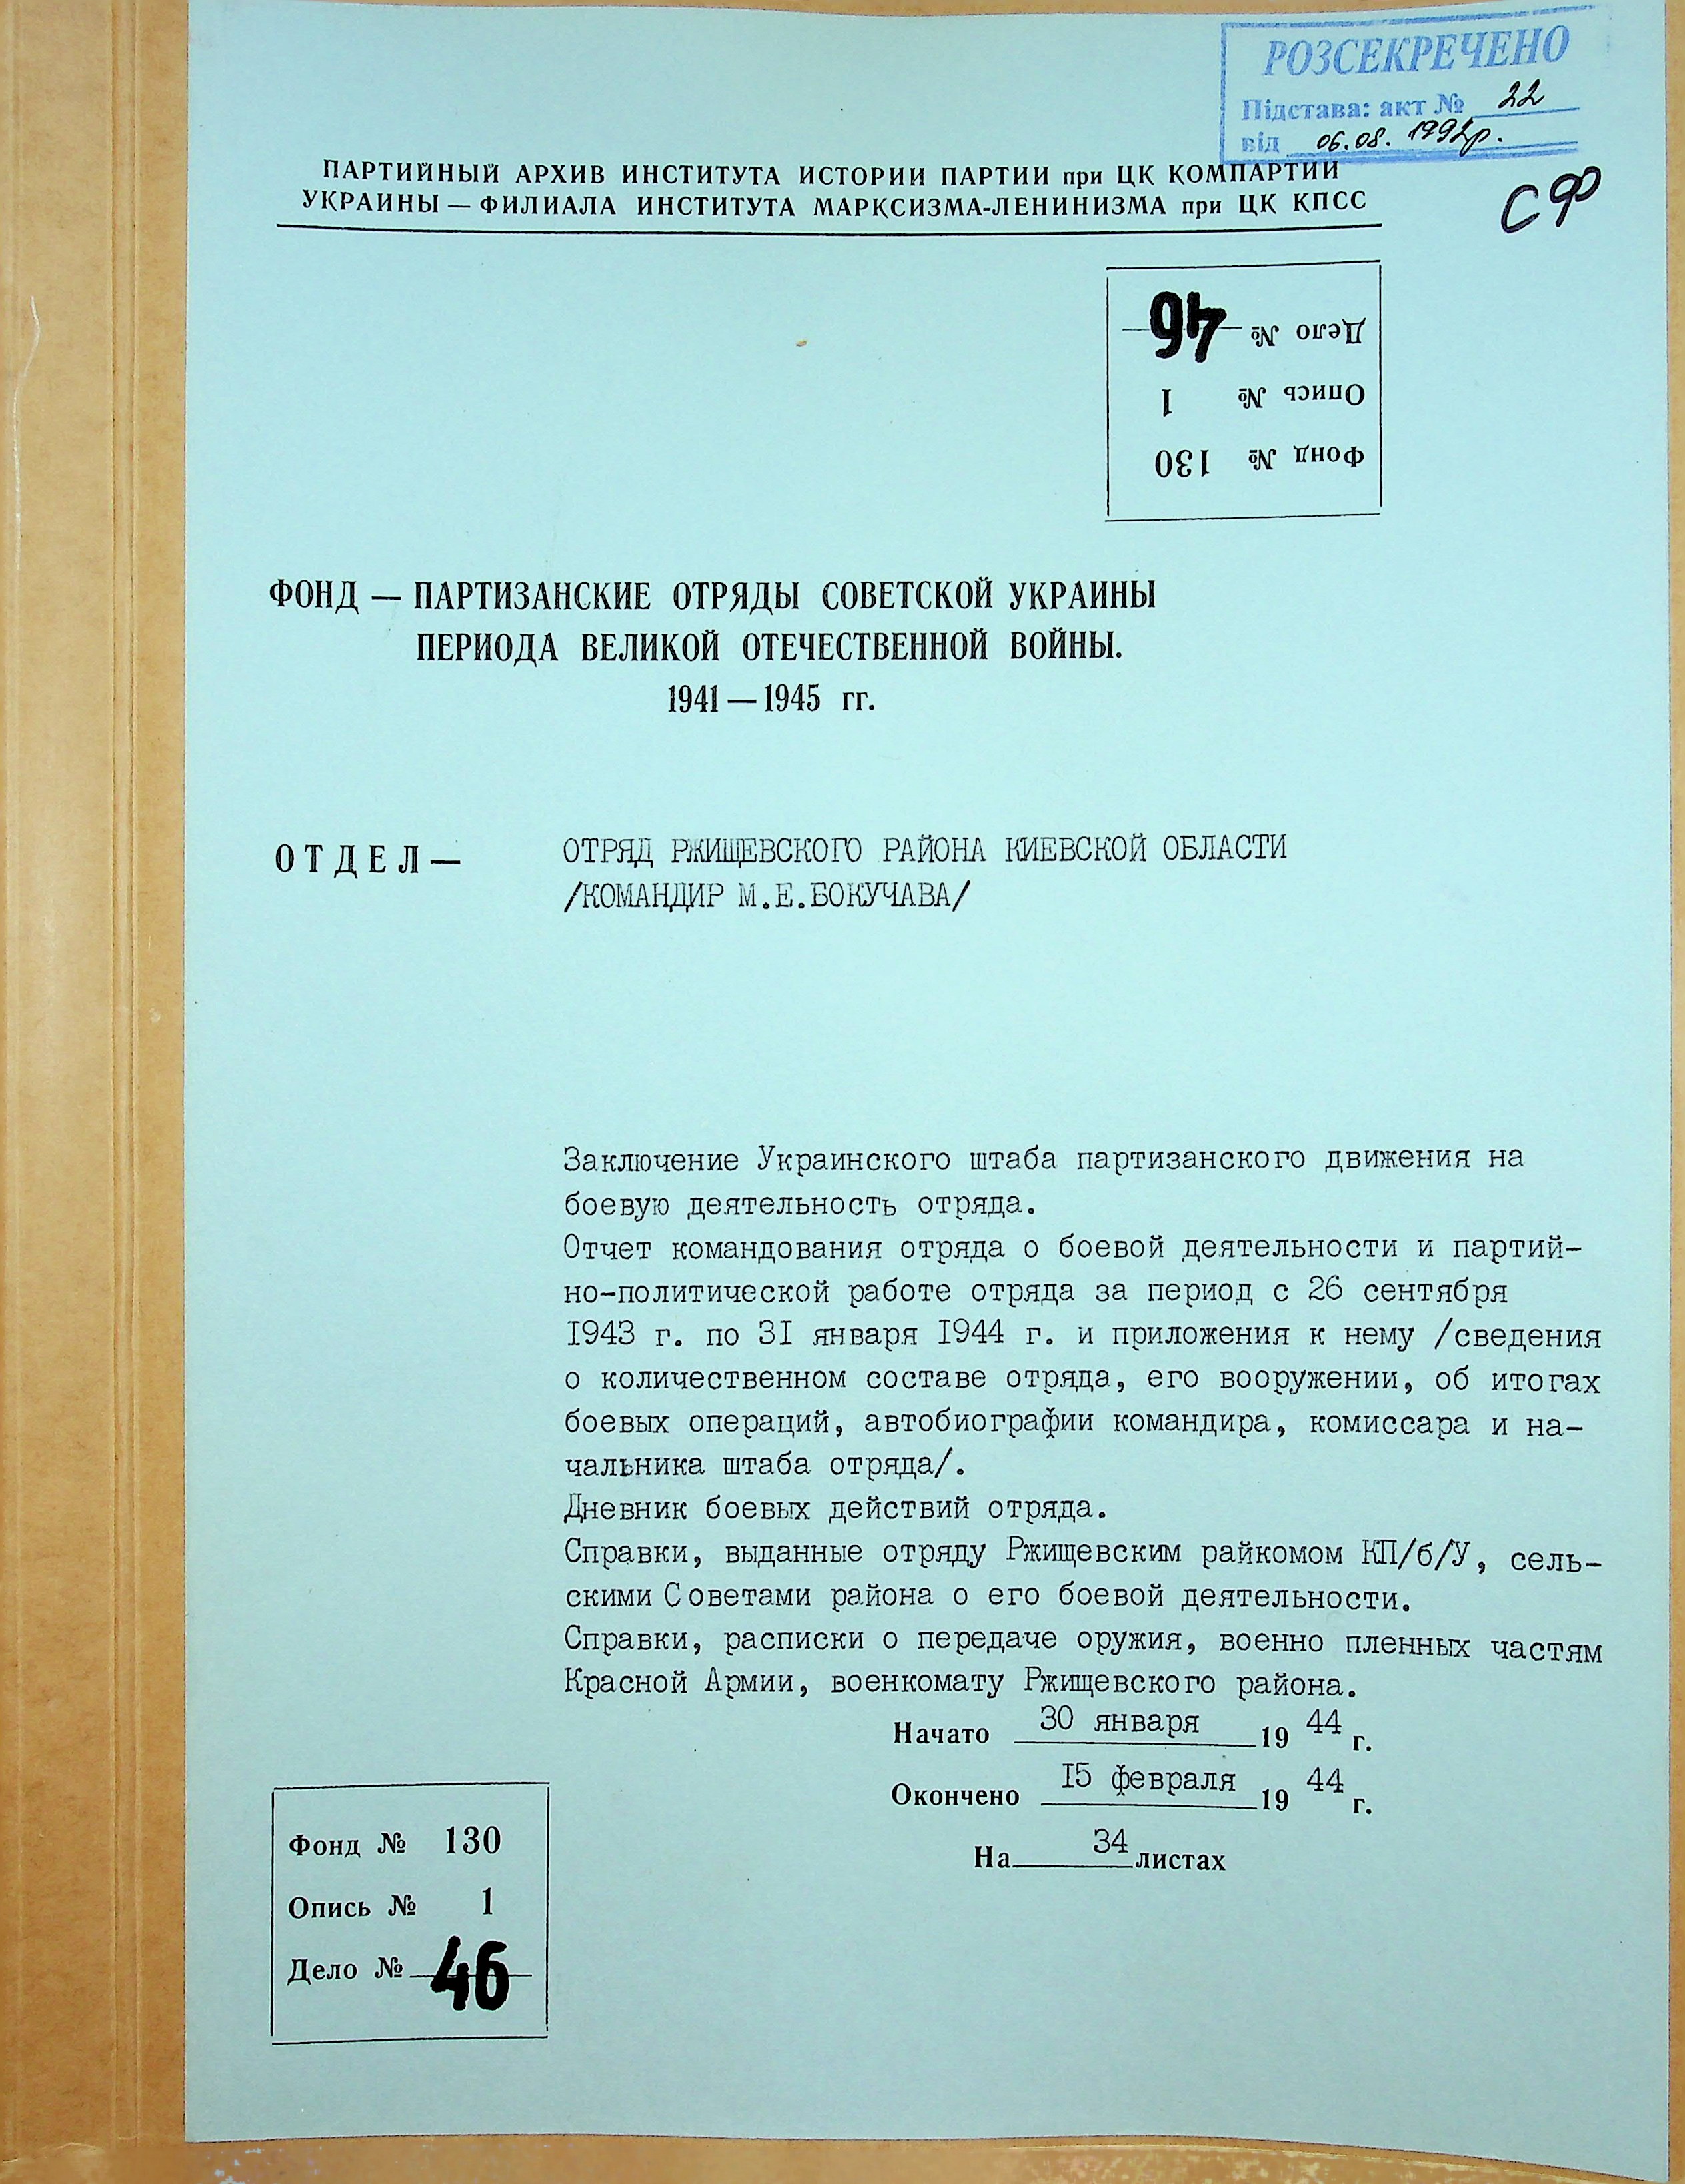 РОЗСЕКРЕЧЕНО
Підстава: акт № 22
від 06.08. 1992р.
ПАРТИЙНЫЙ АРХИВ ИНСТИТУТА ИСТОРИИ ПАРТИИ при ЦК КОМПАРТИИ
УКРАИНЫ — ФИЛИАЛА ИНСТИТУТА МАРКСИЗМА-ЛЕНИНИЗМА при ЦК КПСС
СФ
Фонд № 130
Опись № 1
Дело № 46
ФОНД — ПАРТИЗАНСКИЕ ОТРЯДЫ СОВЕТСКОЙ УКРАИНЫ
ПЕРИОДА ВЕЛИКОЙ ОТЕЧЕСТВЕННОЙ ВОЙНЫ.
1941 — 1945 гг.
ОТДЕЛ — ОТРЯД РЖИЩЕВСКОГО РАЙОНА КИЕВСКОЙ ОБЛАСТИ
/КОМАНДИР М.Е.БОКУЧАВА/
Заключение Украинского штаба партизанского движения на
боевую деятельность отряда.
Отчет командования отряда о боевой деятельности и партий-
но-политической работе отряда за период с 26 сентября
1943 г. по 31 января 1944 г. и приложения к нему /сведения
о количественном составе отряда, его вооружении, об итогах
боевых операций, автобиографии командира, комиссара и на-
чальника штаба отряда/.
Дневник боевых действий отряда.
Справки, выданные отряду Ржищевским райкомом КП/б/У, сель-
скими Советами района о его боевой деятельности.
Справки, расписки о передаче оружия, военно пленных частям
Красной Армии, военкомату Ржищевского района.
Начато 30 января 19 44 г.
Окончено 15 февраля 19 44 г.
На 34 листах
Фонд № 130
Опись № 1
Дело № 46